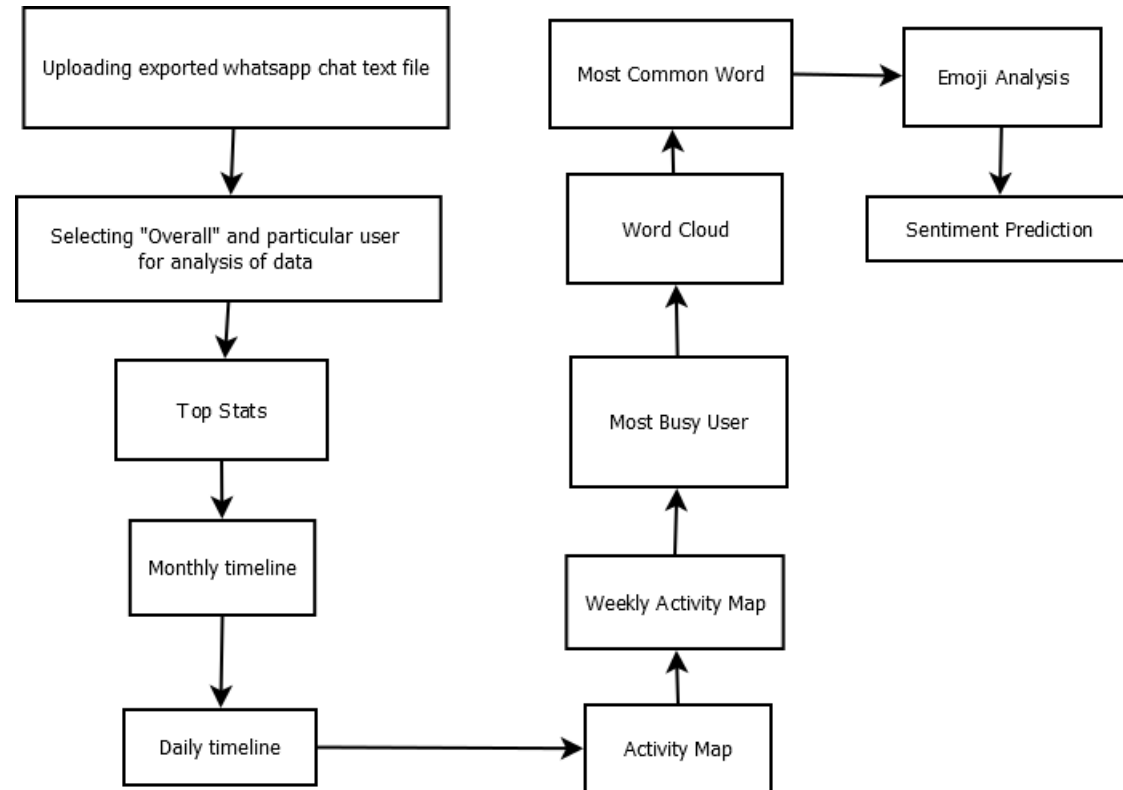 Uploading exported whatsapp chat text file
Selecting "Overall" and particular user
for analysis of data
Top Stats
Monthly timeline
Daily timeline
Activity Map
Weekly Activity Map
Most Busy User
Word Cloud
Most Common Word
Emoji Analysis
Sentiment Prediction